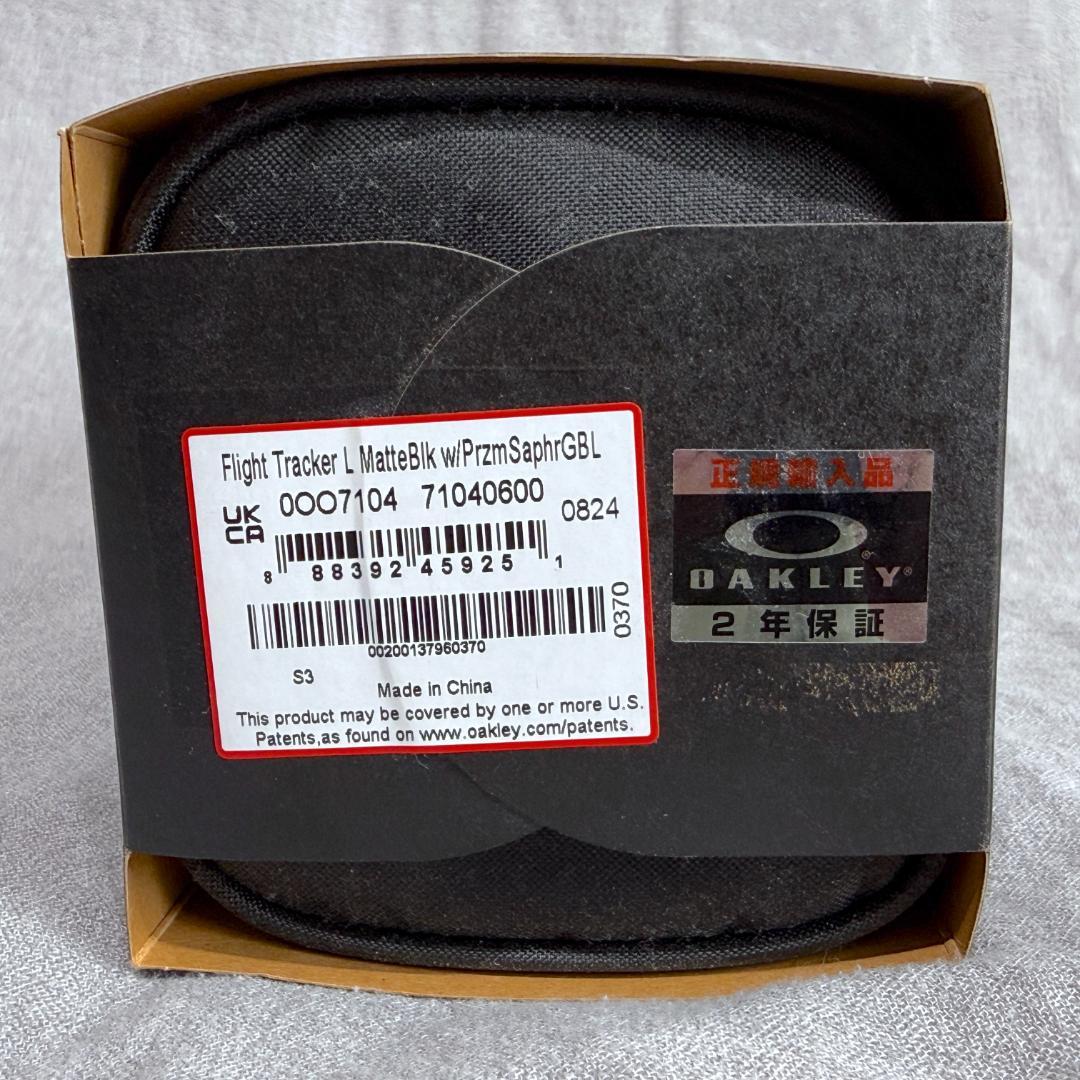 Flight Tracker L MatteBlk w/PrzmSaphrGBL
UK
CA
0OO7104 71040600
0824
8 88392 45925 1
00200137960370
0370
S3
Made in China
This product may be covered by one or more U.S.
Patents,as found on www.oakley.com/patents.
正規輸入品
OAKLEY®
2年保証